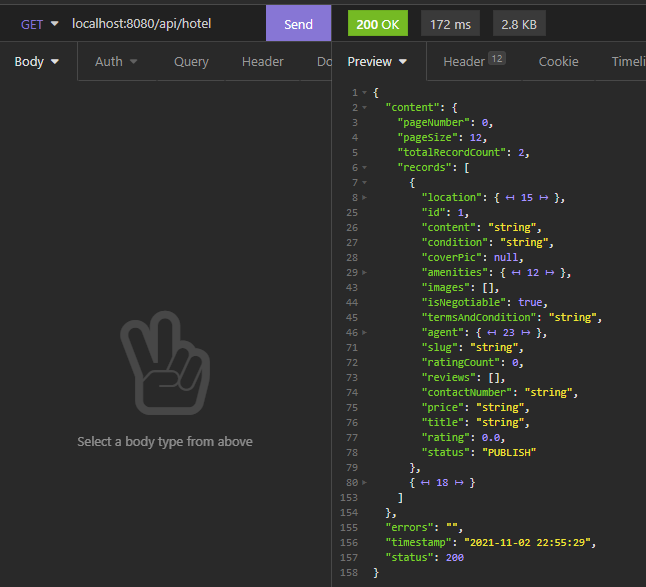 GET localhost:8080/api/hotel Send 200 OK 172 ms 2.8 KB
Body Auth Query Header Do Preview Header 12 Cookie Timeli
1 {
2 "content": {
3 "pageNumber": 0,
4 "pageSize": 12,
5 "totalRecordCount": 2,
6 "records": [
7 {
8 "location": { ↤ 15 ↦ },
25 "id": 1,
26 "content": "string",
27 "condition": "string",
28 "coverPic": null,
29 "amenities": { ↤ 12 ↦ },
43 "images": [],
44 "isNegotiable": true,
45 "termsAndCondition": "string",
46 "agent": { ↤ 23 ↦ },
71 "slug": "string",
72 "ratingCount": 0,
73 "reviews": [],
74 "contactNumber": "string",
75 "price": "string",
76 "title": "string",
77 "rating": 0.0,
78 "status": "PUBLISH"
79 },
80 { ↤ 18 ↦ }
153 ]
154 },
155 "errors": "",
156 "timestamp": "2021-11-02 22:55:29",
157 "status": 200
158 }
Select a body type from above